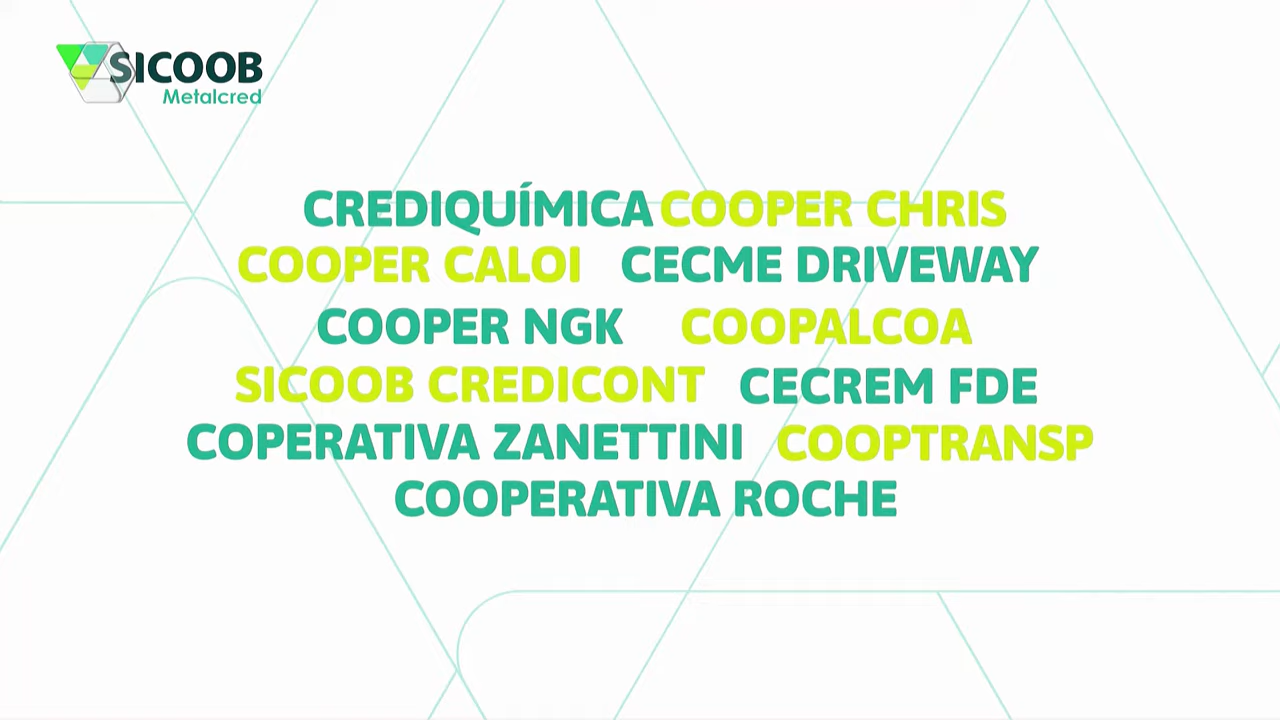 SICOOB
Metalcred
CREDIQUÍMICA COOPER CHRIS
COOPER CALOI CECME DRIVEWAY
COOPER NGK COOPALCOA
SICOOB CREDICONT CECREM FDE
COPERATIVA ZANETTINI COOPTRANSP
COOPERATIVA ROCHE